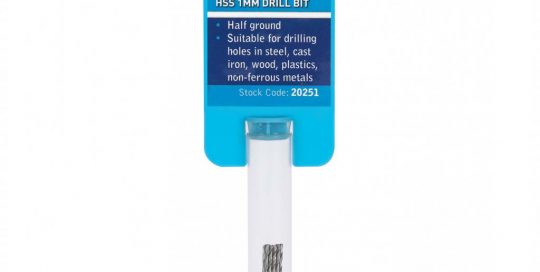 HSS 1MM DRILL BIT
• Half ground
• Suitable for drilling
holes in steel, cast
iron, wood, plastics,
non-ferrous metals
Stock Code: 20251